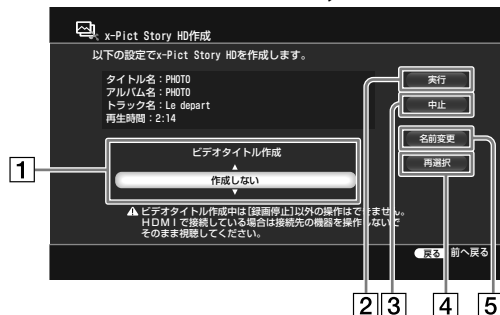 x-Pict Story HD作成
以下の設定でx-Pict Story HDを作成します。
タイトル名：PHOTO
アルバム名：PHOTO
トラック名：Le depart
再生時間：2:14
実行
中止
名前変更
再選択
1
ビデオタイトル作成
作成しない
ビデオタイトル作成中は［録画停止］以外の操作はできません。
HDMIで接続している場合は接続先の機器を操作しないで
そのまま視聴してください。
戻る 前へ戻る
2 3 4 5